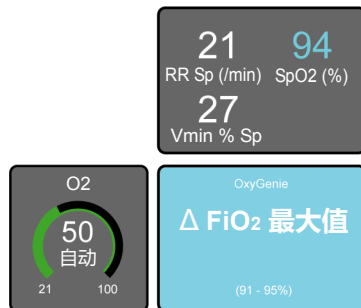 21 94
RR Sp (/min) SpO2 (%)
27
Vmin % Sp
O2
50
自动
21 100
OxyGenie
Δ FiO2 最大值
(91 - 95%)